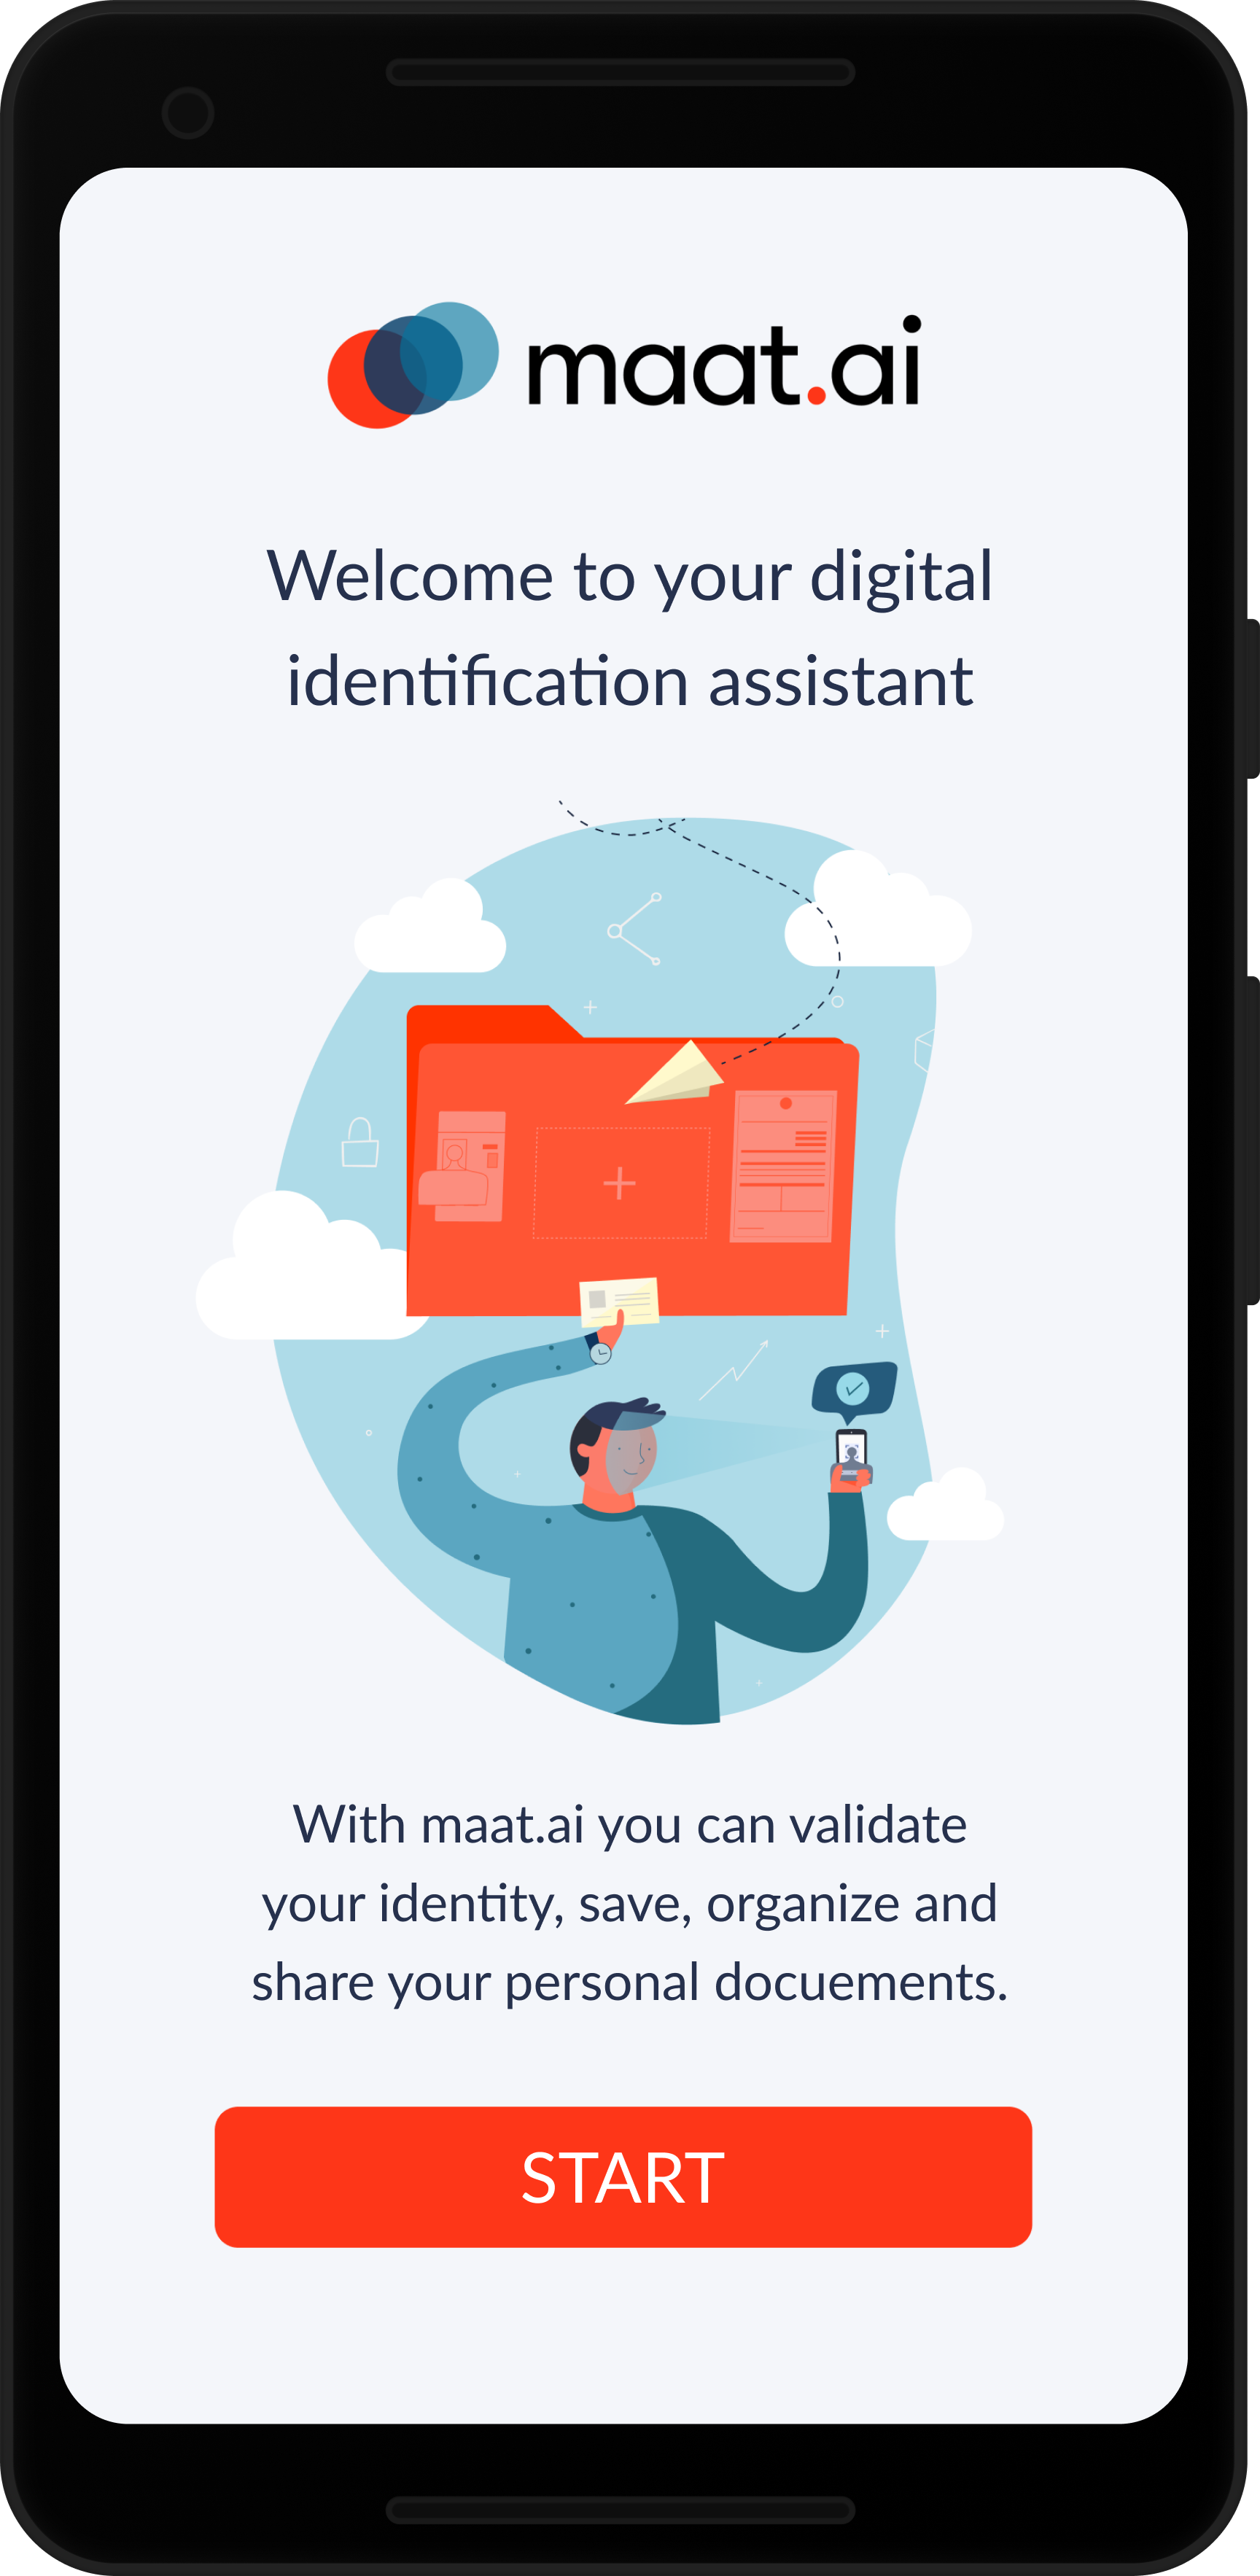 maat.ai
Welcome to your digital
identification assistant
With maat.ai you can validate
your identity, save, organize and
share your personal docuements.
START